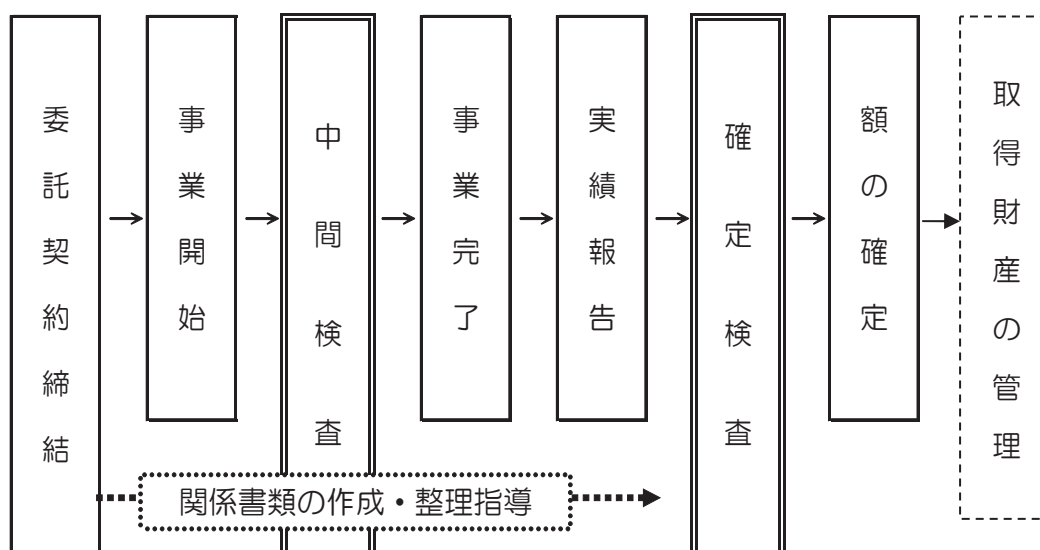 委託契約締結
事業開始
中間検査
事業完了
実績報告
確定検査
額の確定
取得財産の管理
関係書類の作成・整理指導